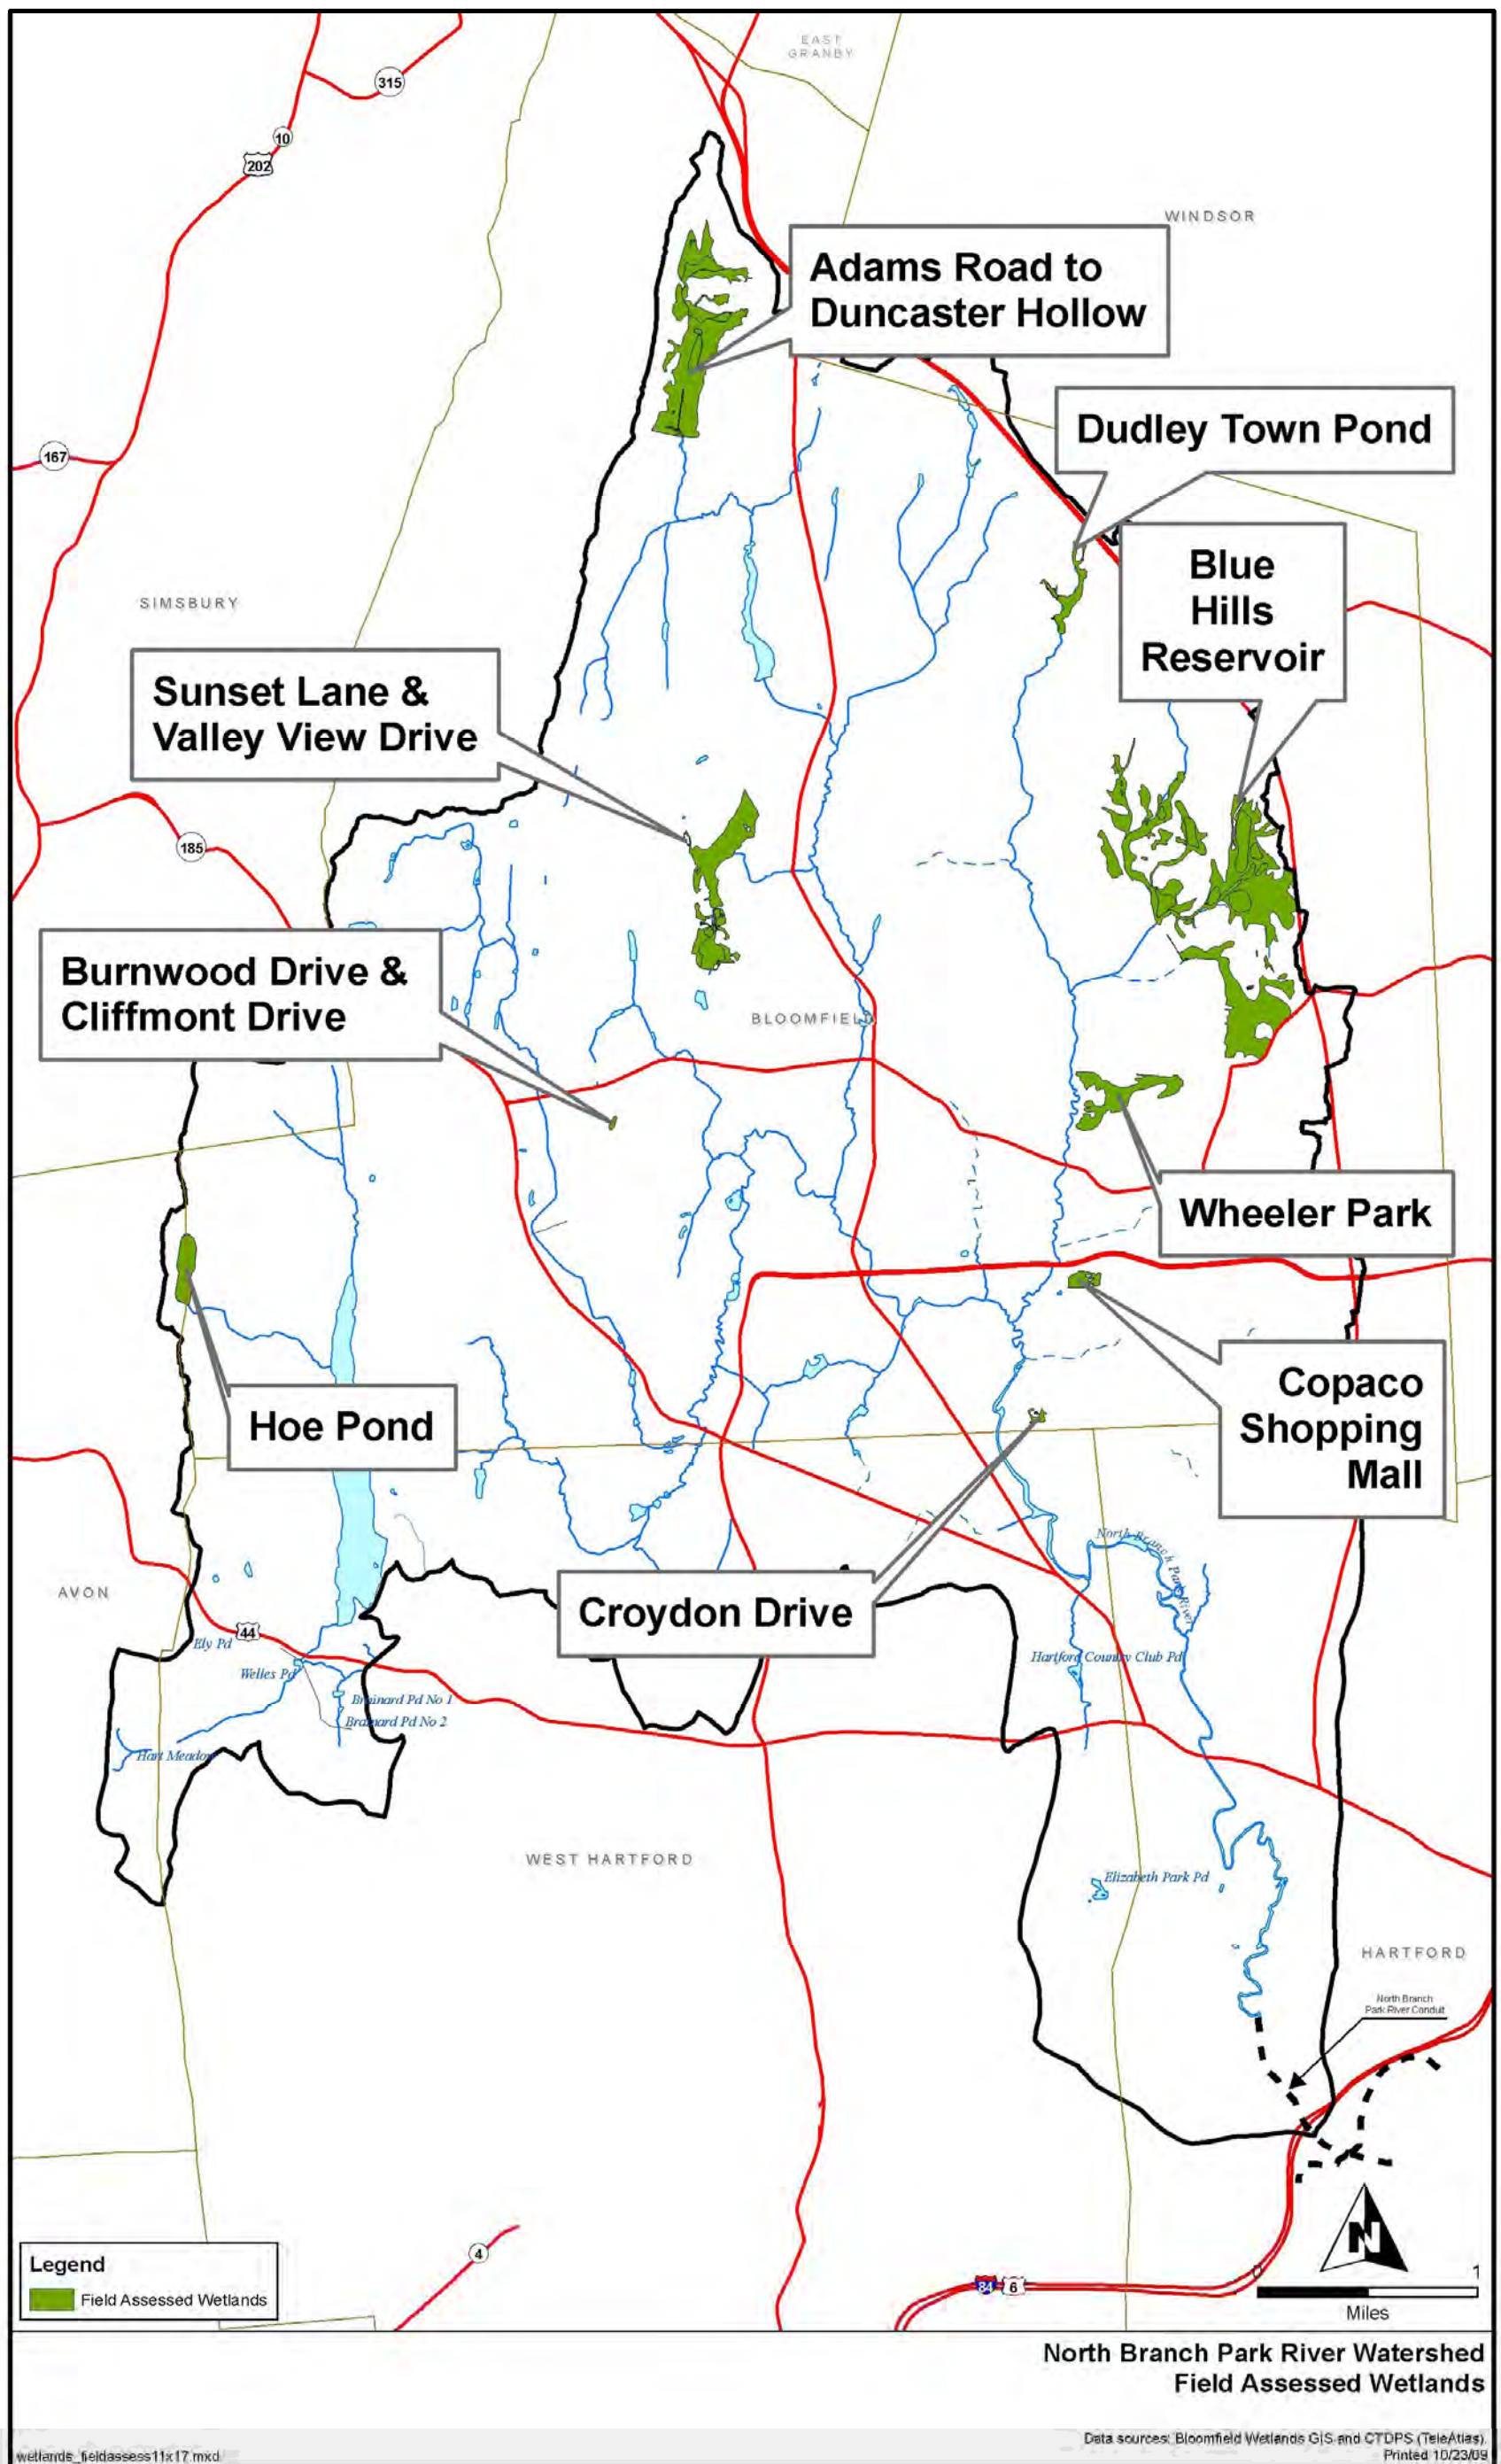 EAST
GRANBY
315
10
202
WINDSOR
Adams Road to
Duncaster Hollow
Dudley Town Pond
167
Blue
Hills
Reservoir
SIMSBURY
Sunset Lane &
Valley View Drive
185
Burnwood Drive &
Cliffmont Drive
BLOOMFIELD
Wheeler Park
Copaco
Shopping
Mall
Hoe Pond
North Branch Park River
AVON
Croydon Drive
44
Ely Pd
Welles Pd
Hartford Country Club Pd
Brainard Pd No 1
Brainard Pd No 2
Hart Meadow
WEST HARTFORD
Elizabeth Park Pd
HARTFORD
North Branch
Park River Conduit
N
Legend
Field Assessed Wetlands
4
84
6
0 1
Miles
North Branch Park River Watershed
Field Assessed Wetlands
Data sources: Bloomfield Wetlands GIS and CTDPS (TeleAtlas).
wetlands_fieldassess11x17.mxd
Printed 10/23/09